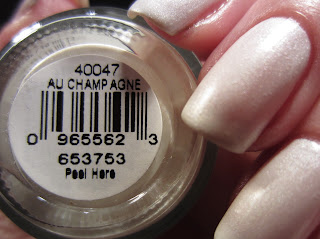 40047
AU CHAMPAGNE
0 965562 3
653753
Peel Here